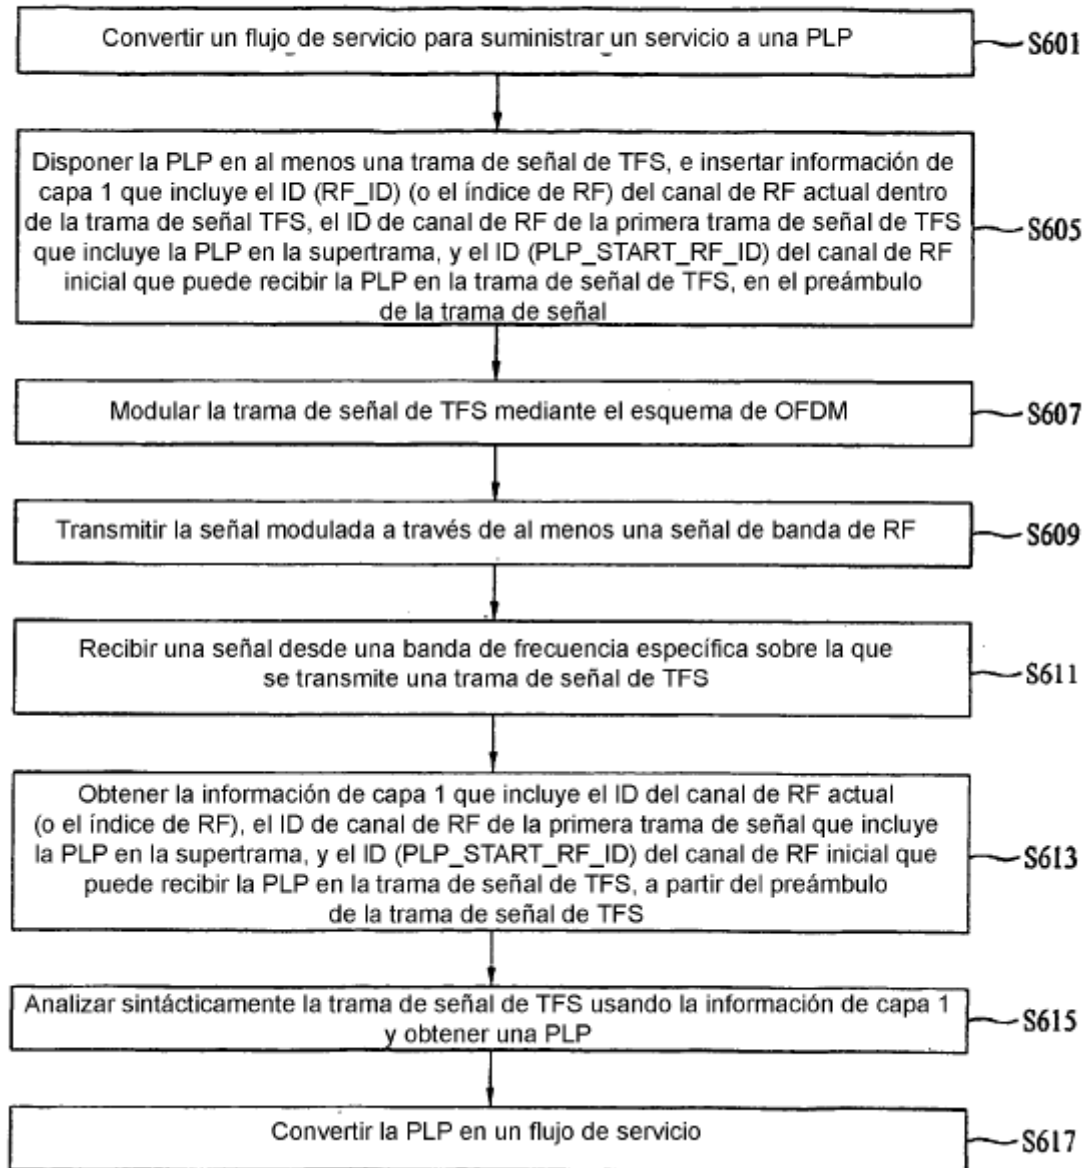 Convertir un flujo de servicio para suministrar un servicio a una PLP
S601
Disponer la PLP en al menos una trama de señal de TFS, e insertar información de
capa 1 que incluye el ID (RF_ID) (o el índice de RF) del canal de RF actual dentro
de la trama de señal TFS, el ID de canal de RF de la primera trama de señal de TFS
que incluye la PLP en la supertrama, y el ID (PLP_START_RF_ID) del canal de RF
inicial que puede recibir la PLP en la trama de señal de TFS, en el preámbulo
de la trama de señal
S605
Modular la trama de señal de TFS mediante el esquema de OFDM
S607
Transmitir la señal modulada a través de al menos una señal de banda de RF
S609
Recibir una señal desde una banda de frecuencia específica sobre la que
se transmite una trama de señal de TFS
S611
Obtener la información de capa 1 que incluye el ID del canal de RF actual
(o el índice de RF), el ID de canal de RF de la primera trama de señal que incluye
la PLP en la supertrama, y el ID (PLP_START_RF_ID) del canal de RF inicial que
puede recibir la PLP en la trama de señal de TFS, a partir del preámbulo
de la trama de señal de TFS
S613
Analizar sintácticamente la trama de señal de TFS usando la información de capa 1
y obtener una PLP
S615
Convertir la PLP en un flujo de servicio
S617